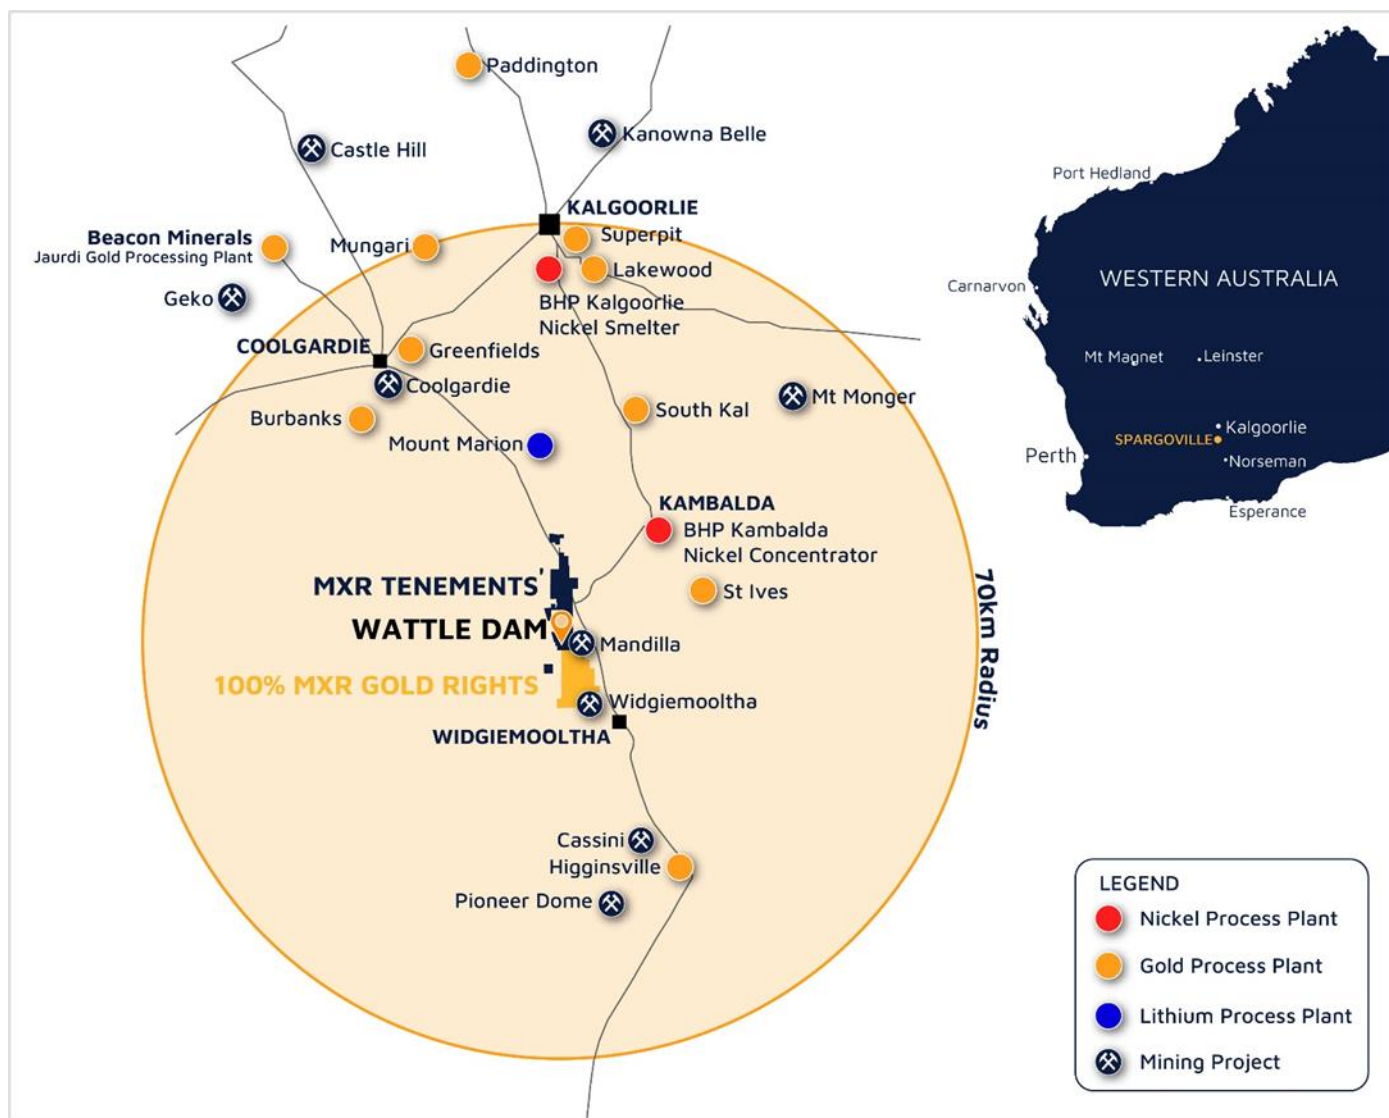 Paddington
Kanowna Belle
Castle Hill
KALGOORLIE
Superpit
Beacon Minerals
Jaurdi Gold Processing Plant
Mungari
Lakewood
Geko
BHP Kalgoorlie
Nickel Smelter
COOLGARDIE
Greenfields
Coolgardie
Mt Monger
Burbanks
South Kal
Mount Marion
KAMBALDA
BHP Kambalda
Nickel Concentrator
MXR TENEMENTS'
St Ives
WATTLE DAM
Mandilla
100% MXR GOLD RIGHTS
Widgiemooltha
WIDGIEMOOLTHA
70km Radius
Cassini
Higginsville
Pioneer Dome
Port Hedland
WESTERN AUSTRALIA
Carnarvon
Mt Magnet
Leinster
Kalgoorlie
SPARGOVILLE
Perth
Norseman
Esperance
LEGEND
Nickel Process Plant
Gold Process Plant
Lithium Process Plant
Mining Project